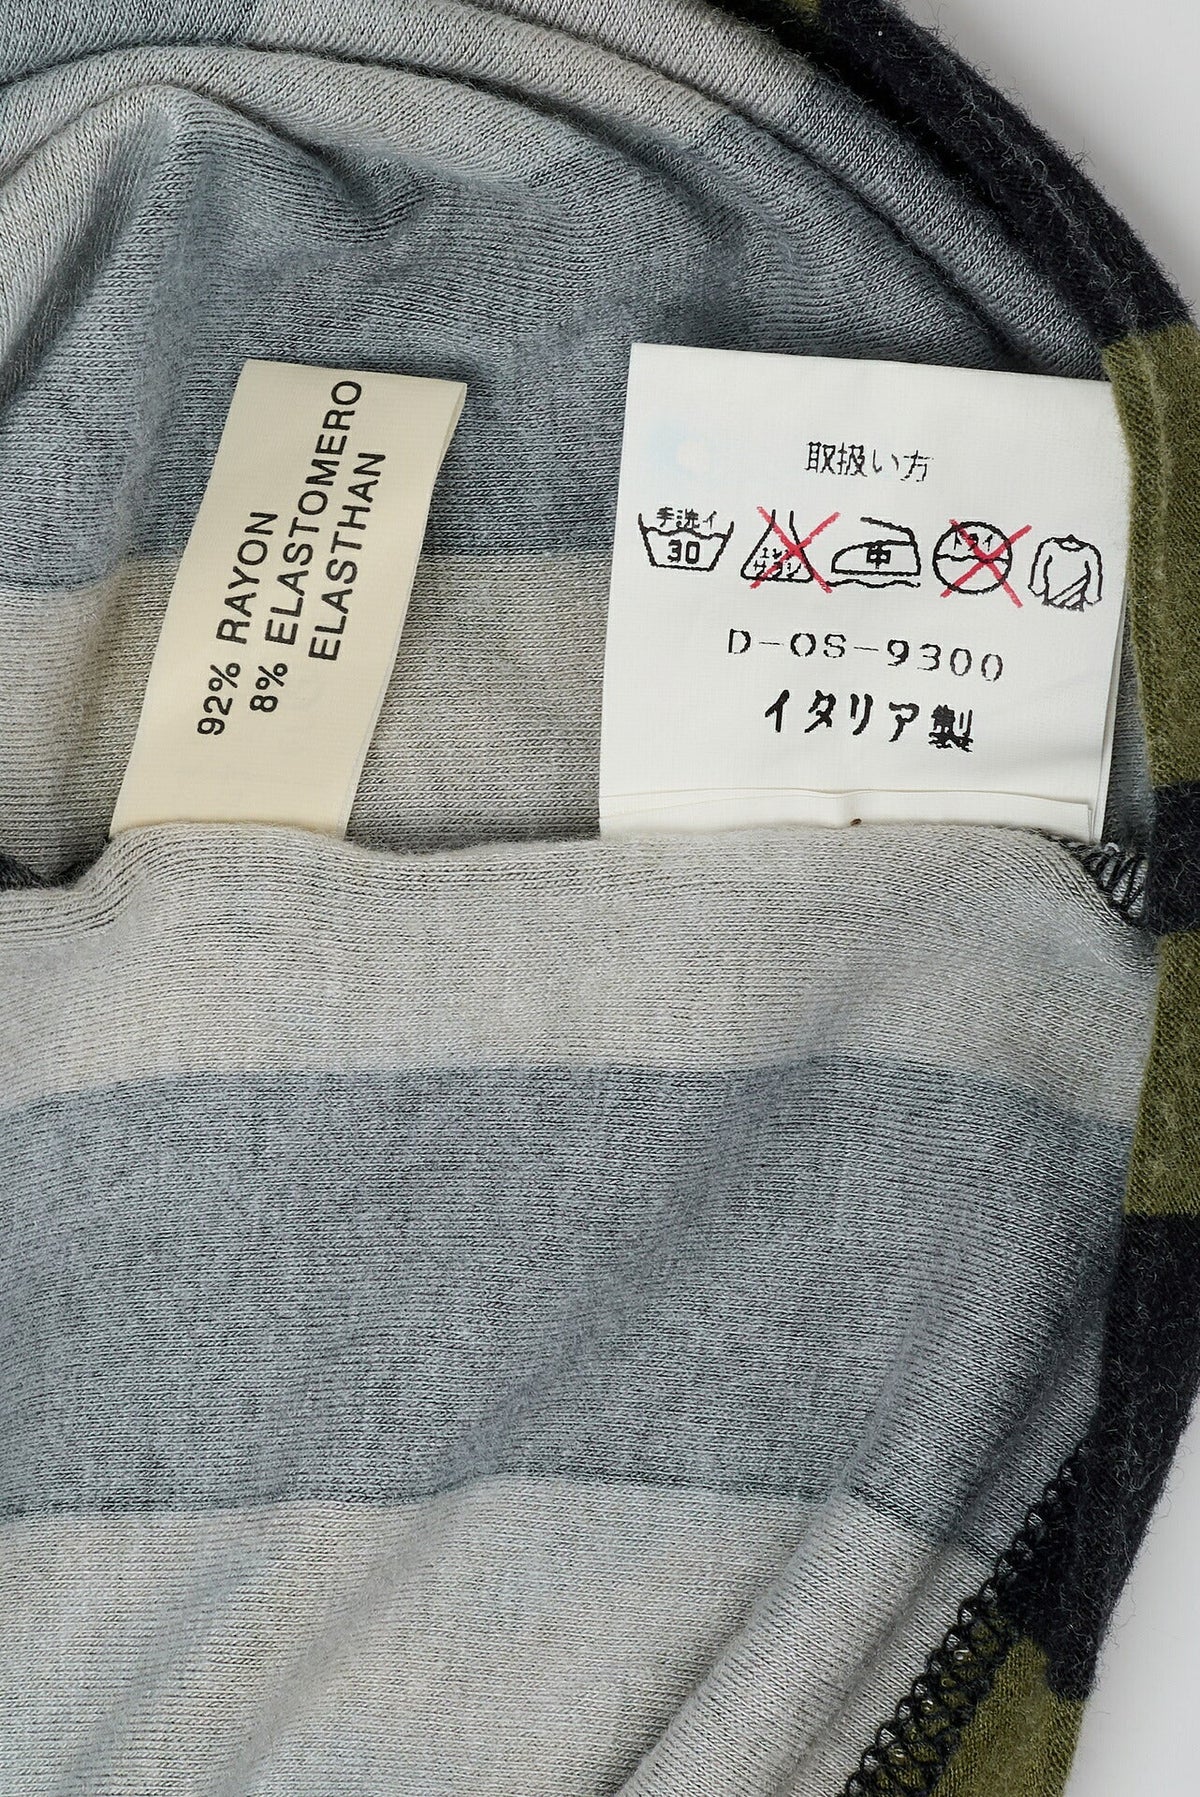 92% RAYON
8% ELASTOMERO
ELASTHAN
取扱い方
手洗イ
30
エンソ
サラシ
中
ドライ
D-OS-9300
イタリア製